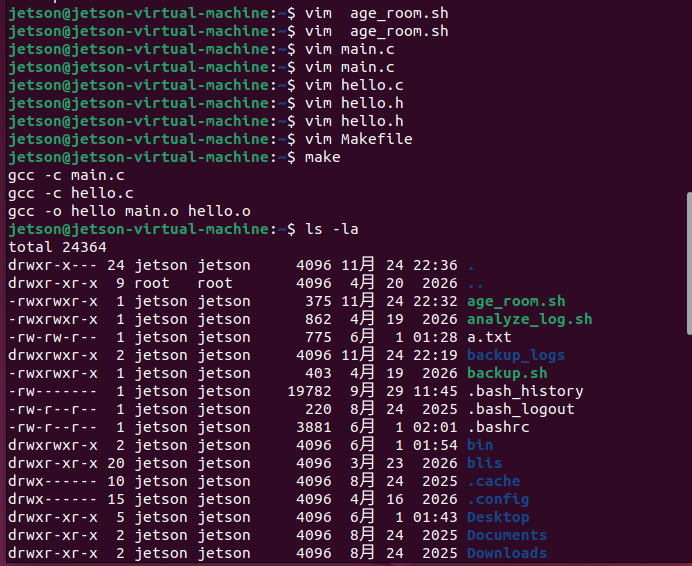 jetson@jetson-virtual-machine:~$ vim  age_room.sh
jetson@jetson-virtual-machine:~$ vim  age_room.sh
jetson@jetson-virtual-machine:~$ vim main.c
jetson@jetson-virtual-machine:~$ vim main.c
jetson@jetson-virtual-machine:~$ vim hello.c
jetson@jetson-virtual-machine:~$ vim hello.h
jetson@jetson-virtual-machine:~$ vim hello.h
jetson@jetson-virtual-machine:~$ vim Makefile
jetson@jetson-virtual-machine:~$ make
gcc -c main.c
gcc -c hello.c
gcc -o hello main.o hello.o
jetson@jetson-virtual-machine:~$ ls -la
total 24364
drwxr-x--- 24 jetson jetson     4096 11月 24 22:36 .
drwxr-xr-x  9 root   root       4096  4月 20  2026 ..
-rwxrwxr-x  1 jetson jetson      375 11月 24 22:32 age_room.sh
-rwxrwxr-x  1 jetson jetson      862  4月 19  2026 analyze_log.sh
-rw-rw-r--  1 jetson jetson      775  6月  1 01:28 a.txt
drwxrwxr-x  2 jetson jetson     4096 11月 24 22:19 backup_logs
-rwxrwxr-x  1 jetson jetson      403  4月 19  2026 backup.sh
-rw-------  1 jetson jetson    19782  9月 29 11:45 .bash_history
-rw-r--r--  1 jetson jetson      220  8月 24  2025 .bash_logout
-rw-r--r--  1 jetson jetson     3881  6月  1 02:01 .bashrc
drwxrwxr-x  2 jetson jetson     4096  6月  1 01:54 bin
drwxr-xr-x 20 jetson jetson     4096  3月 23  2026 blis
drwx------ 10 jetson jetson     4096  8月 24  2025 .cache
drwx------ 15 jetson jetson     4096  4月 16  2026 .config
drwxr-xr-x  5 jetson jetson     4096  6月  1 01:43 Desktop
drwxr-xr-x  2 jetson jetson     4096  8月 24  2025 Documents
drwxr-xr-x  2 jetson jetson     4096  8月 24  2025 Downloads